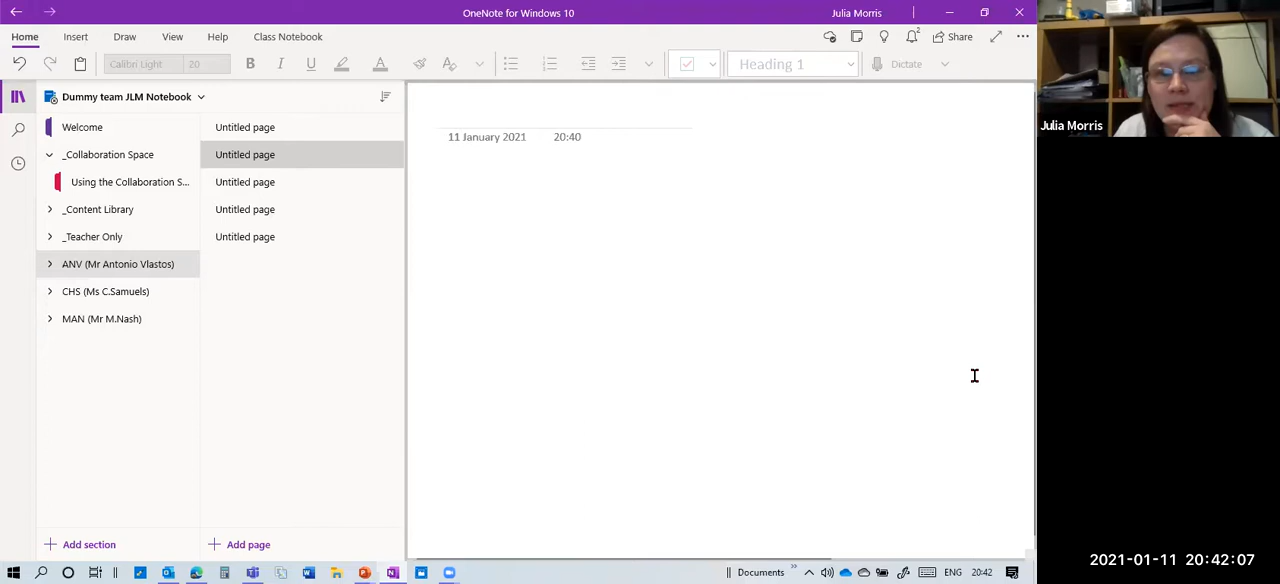 OneNote for Windows 10
Julia Morris
Home Insert Draw View Help Class Notebook
Share
Calibri Light 20 B I U A
Heading 1
Dictate
Dummy team JLM Notebook
Welcome
_Collaboration Space
Using the Collaboration S...
_Content Library
_Teacher Only
ANV (Mr Antonio Vlastos)
CHS (Ms C.Samuels)
MAN (Mr M.Nash)
Untitled page
Untitled page
Untitled page
Untitled page
Untitled page
11 January 2021 20:40
Add section
Add page
Julia Morris
2021-01-11 20:42:07
Documents
ENG 20:42